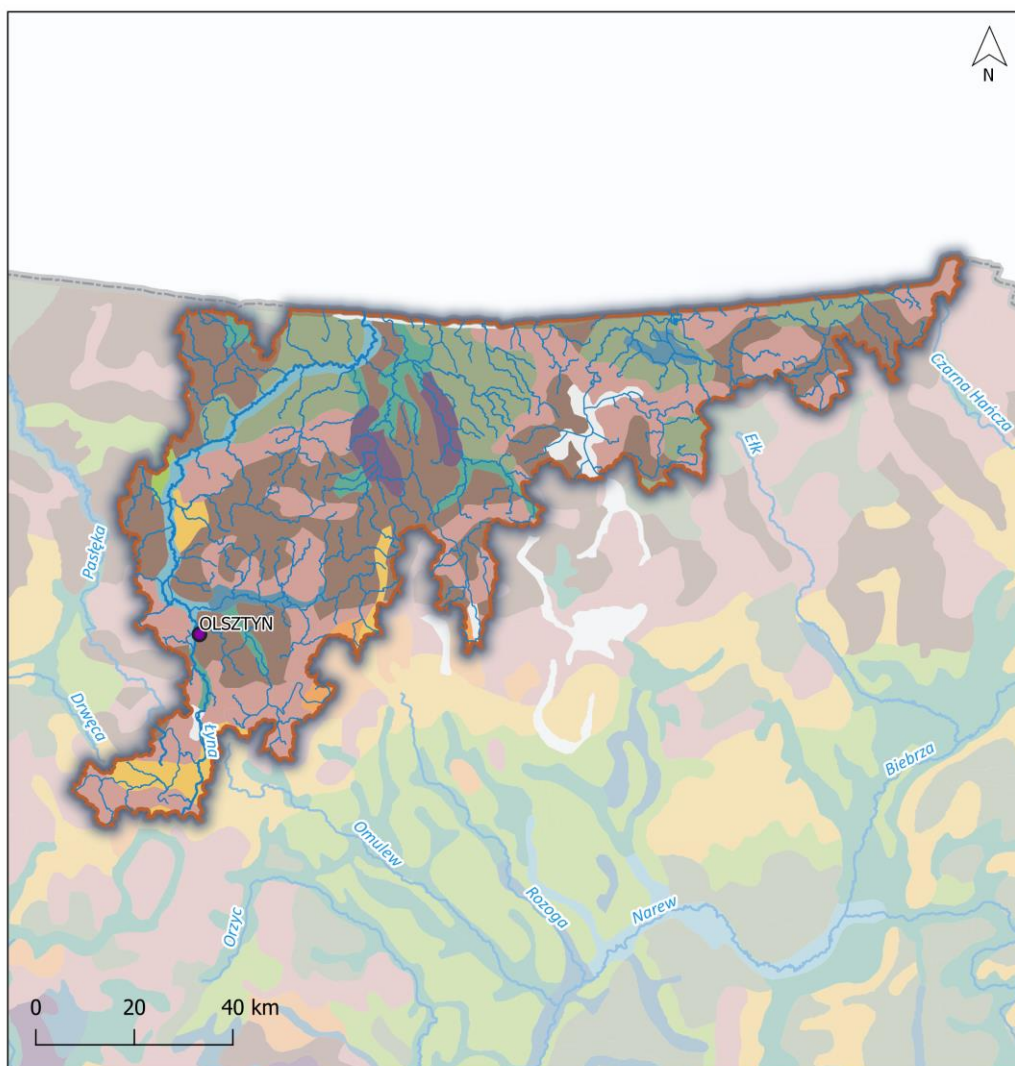 N
Czarna Hańcza
Ełk
Pasłęka
OLSZTYN
Drwęca
Łyna
Biebrza
Omulew
Rozoga
Narew
Orzyc
0 20 40 km